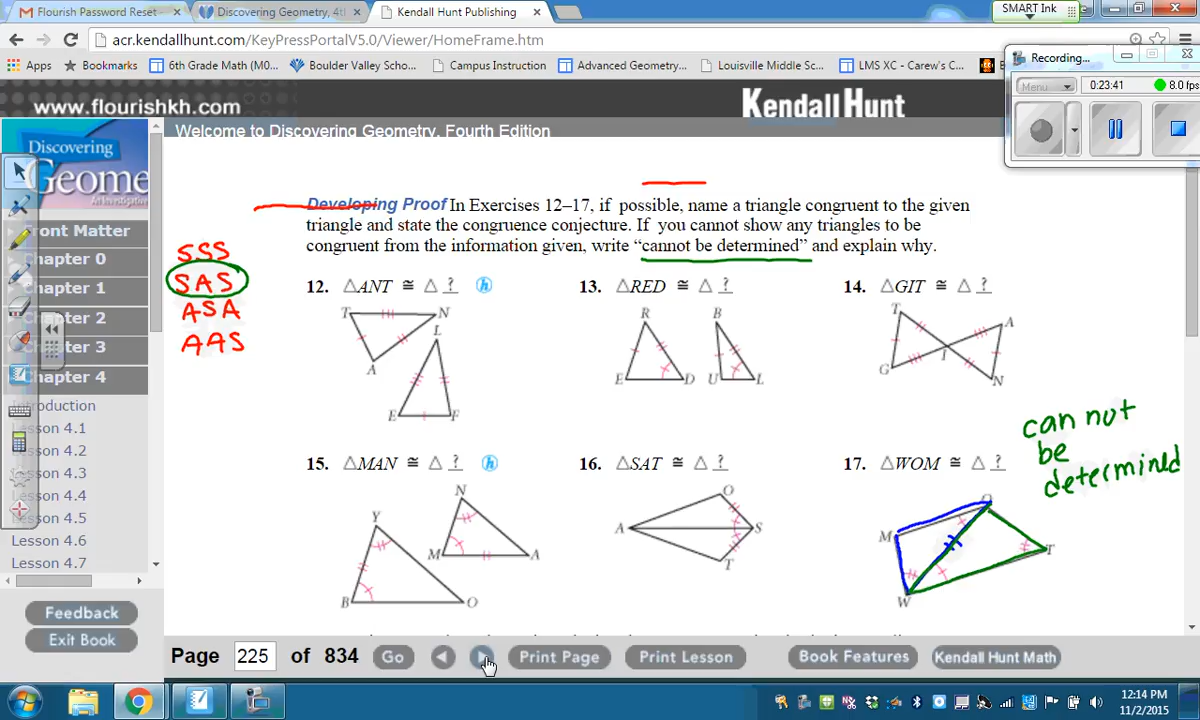 Flourish Password Reset
Discovering Geometry, 4th
Kendall Hunt Publishing
SMART Ink
acr.kendallhunt.com/KeyPressPortalV5.0/Viewer/HomeFrame.htm
Recording...
Apps
Bookmarks
6th Grade Math (M0...
Boulder Valley Scho...
Campus Instruction
Advanced Geometry...
Louisville Middle Sc...
LMS XC - Carew's C...
Menu
0:23:41
8.0 fps
www.flourishkh.com
Kendall Hunt
Welcome to Discovering Geometry, Fourth Edition
Discovering
Geome
An Investigative
Front Matter
Chapter 0
Chapter 1
Chapter 2
Chapter 3
Chapter 4
Introduction
Lesson 4.1
Lesson 4.2
Lesson 4.3
Lesson 4.4
Lesson 4.5
Lesson 4.6
Lesson 4.7
Feedback
Exit Book
SSS
SAS
ASA
AAS
Developing Proof In Exercises 12–17, if possible, name a triangle congruent to the given
triangle and state the congruence conjecture. If you cannot show any triangles to be
congruent from the information given, write “cannot be determined” and explain why.
12. △ANT ≅ △ ? h
T N
L
A
E F
13. △RED ≅ △ ?
R B
E D U L
14. △GIT ≅ △ ?
T A
G I
N
can not
be
determined
15. △MAN ≅ △ ? h
N
Y
M A
B O
16. △SAT ≅ △ ?
O
A S
T
17. △WOM ≅ △ ?
O
M
T
W
Page 225 of 834 Go Print Page Print Lesson Book Features Kendall Hunt Math
12:14 PM
11/2/2015